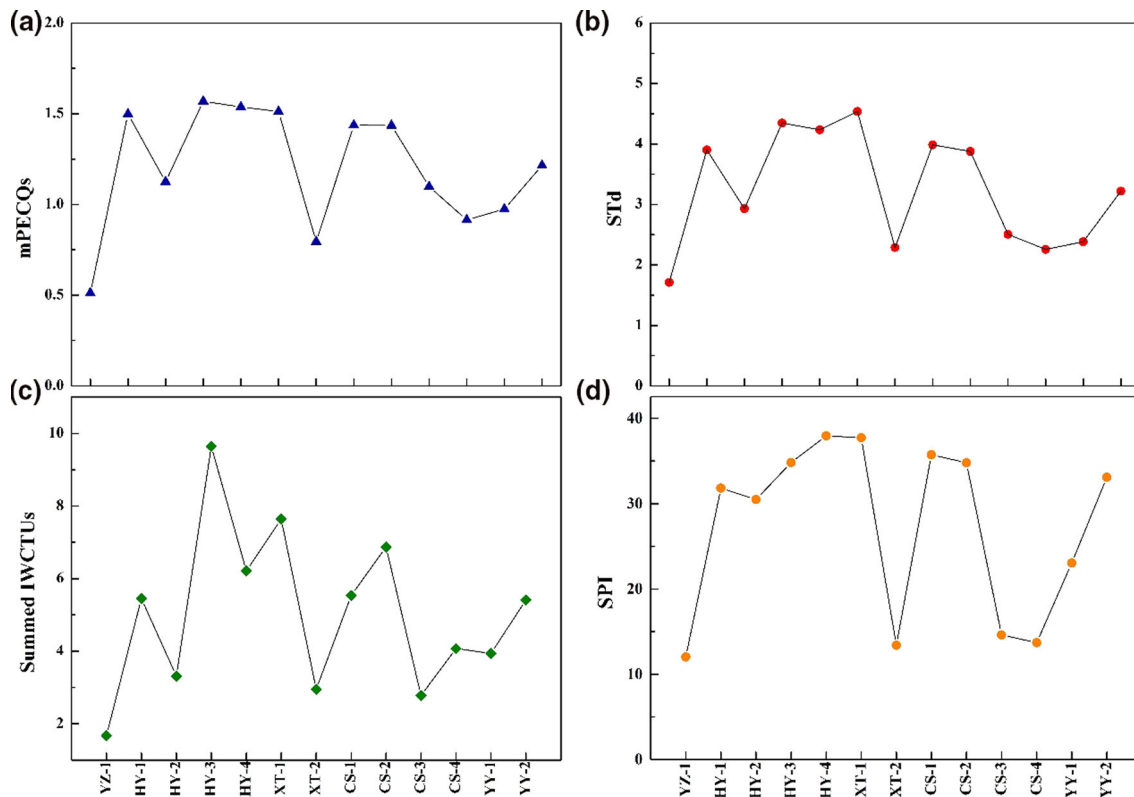 (a)
2.0
1.5
1.0
0.5
0.0
mPECQs
(b)
6
5
4
3
2
1
0
STd
(c)
10
8
6
4
2
Summed IWCTUs
YZ-1 HY-1 HY-2 HY-3 HY-4 XT-1 XT-2 CS-1 CS-2 CS-3 CS-4 YY-1 YY-2
(d)
40
30
20
10
0
SPI
YZ-1 HY-1 HY-2 HY-3 HY-4 XT-1 XT-2 CS-1 CS-2 CS-3 CS-4 YY-1 YY-2